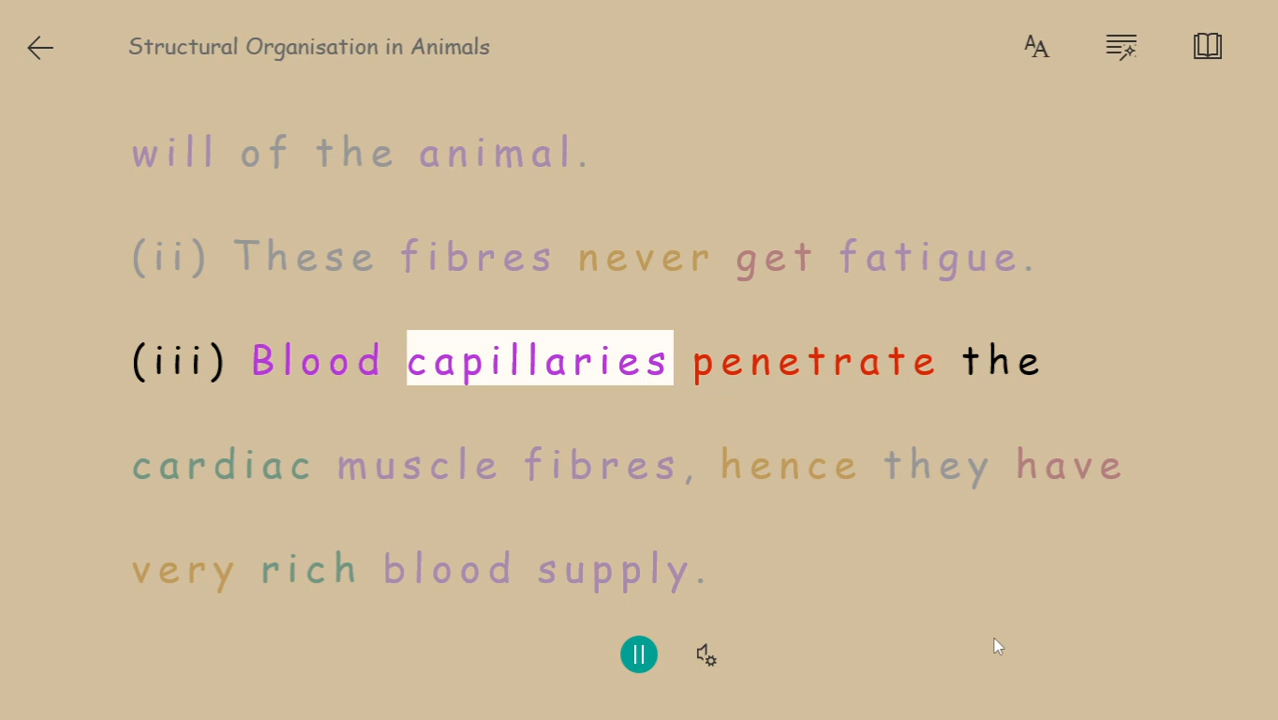 Structural Organisation in Animals
will of the animal.
(ii) These fibres never get fatigue.
(iii) Blood capillaries penetrate the
cardiac muscle fibres, hence they have
very rich blood supply.